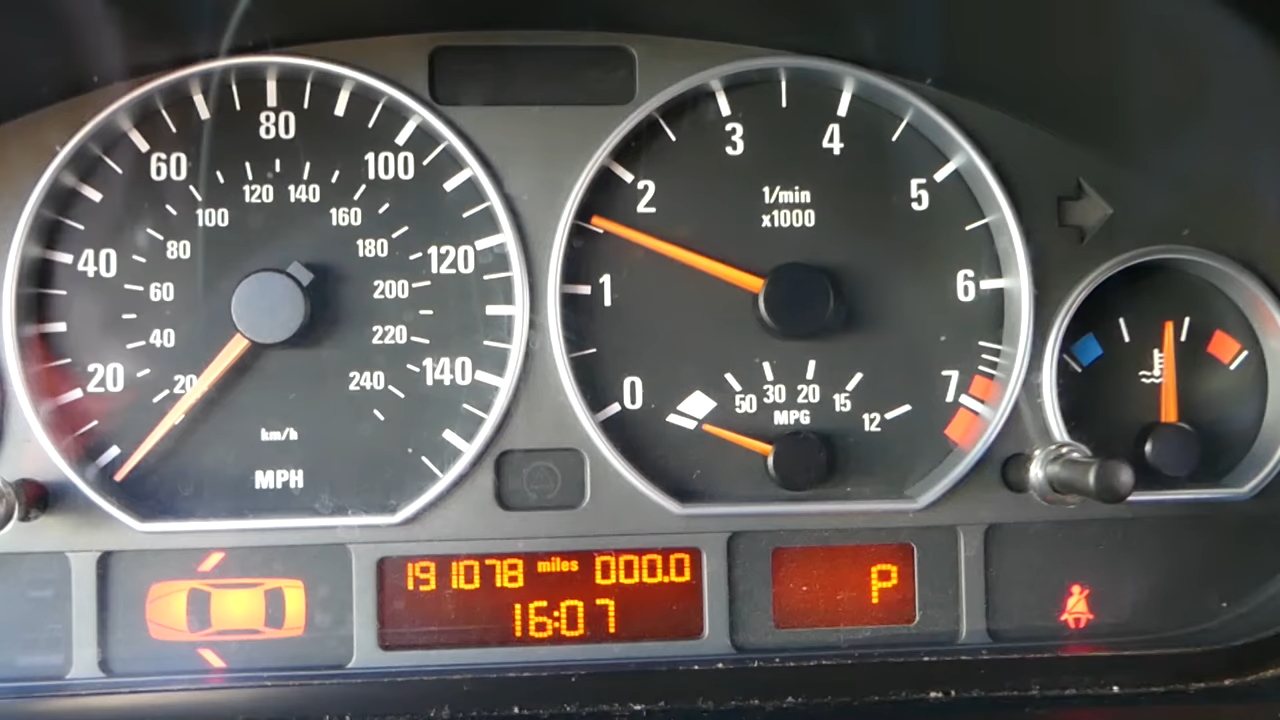 20 40 60 80 100 120 140
20 40 60 80 100 120 140 160 180 200 220 240
km/h
MPH
0 1 2 3 4 5 6 7
1/min
x1000
50 30 20 15 12
MPG
191078 miles 000.0
16:07
P